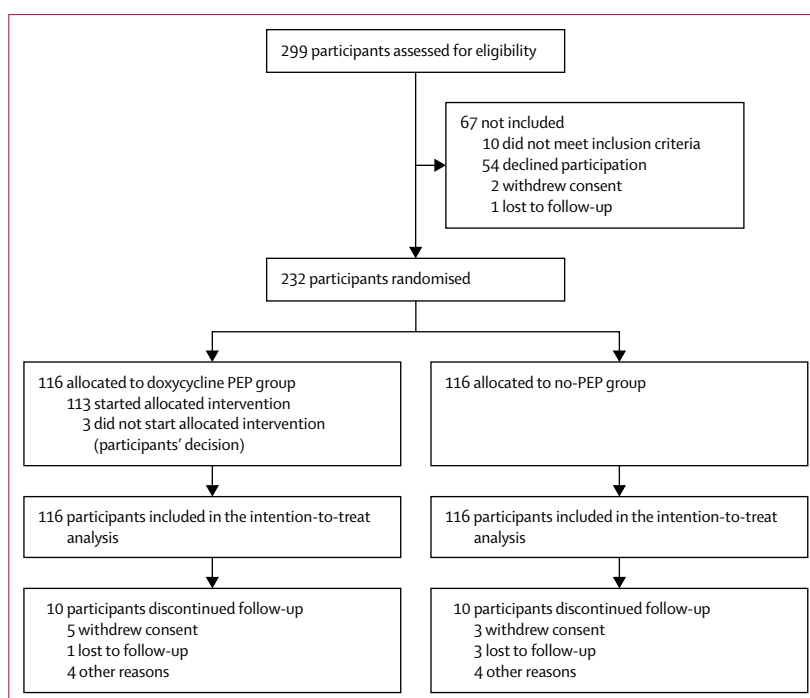 299 participants assessed for eligibility
67 not included
10 did not meet inclusion criteria
54 declined participation
2 withdrew consent
1 lost to follow-up
232 participants randomised
116 allocated to doxycycline PEP group
113 started allocated intervention
3 did not start allocated intervention
(participants’ decision)
116 allocated to no-PEP group
116 participants included in the intention-to-treat
analysis
116 participants included in the intention-to-treat
analysis
10 participants discontinued follow-up
5 withdrew consent
1 lost to follow-up
4 other reasons
10 participants discontinued follow-up
3 withdrew consent
3 lost to follow-up
4 other reasons